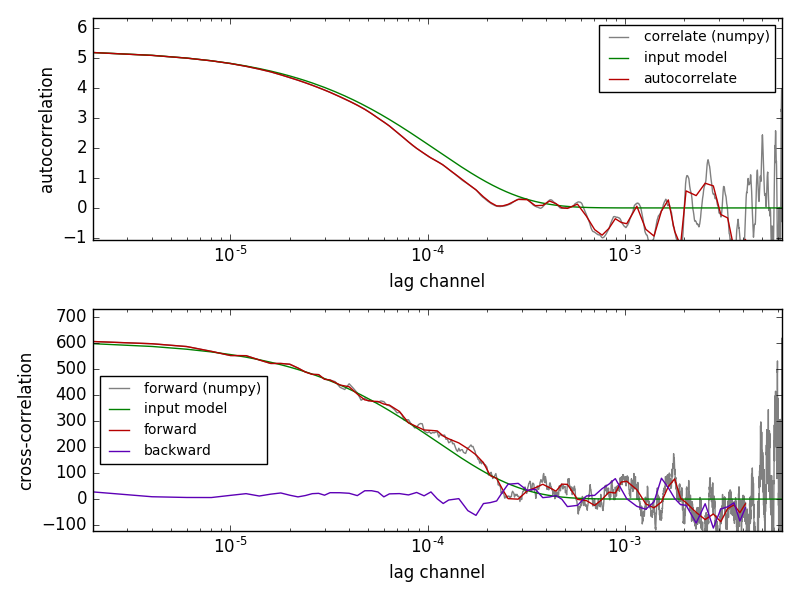 6
5
4
3
2
1
0
−1
autocorrelation
correlate (numpy)
input model
autocorrelate
10⁻⁵ 10⁻⁴ 10⁻³
lag channel
700
600
500
400
300
200
100
0
−100
cross-correlation
forward (numpy)
input model
forward
backward
10⁻⁵ 10⁻⁴ 10⁻³
lag channel